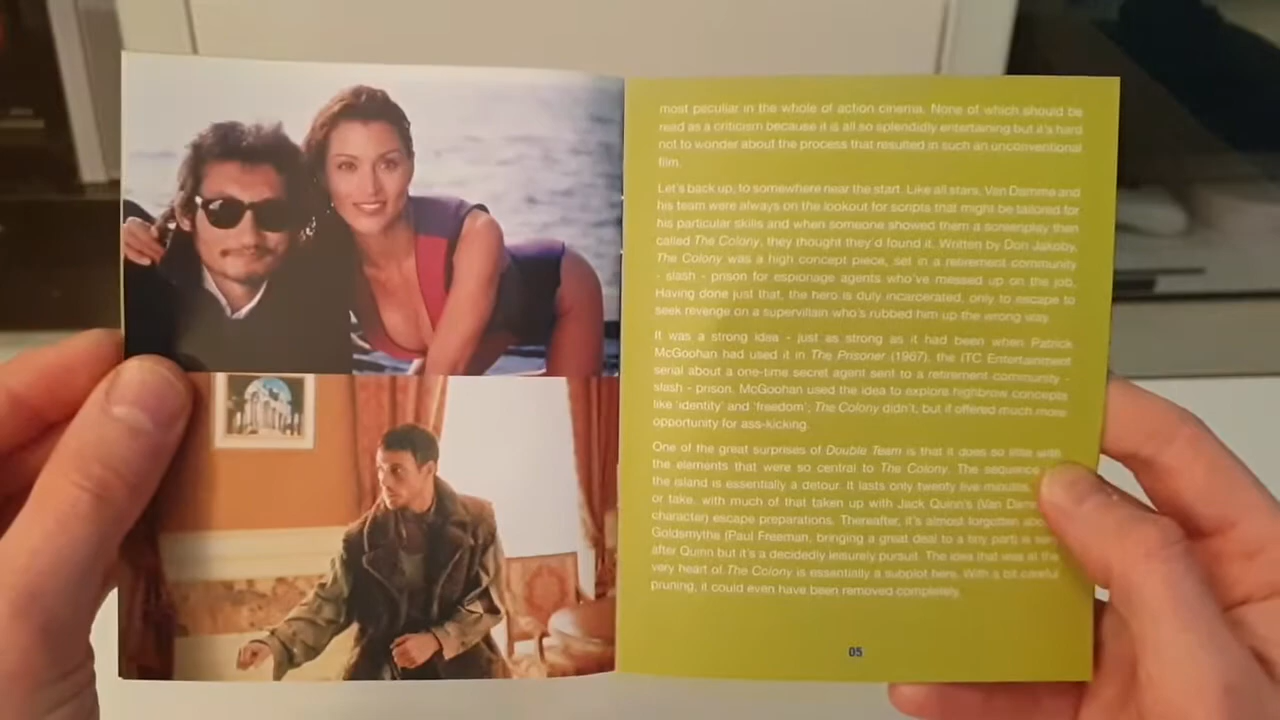 most peculiar in the whole of action cinema. None of which should be
read as a criticism because it is all so splendidly entertaining but it's hard
not to wonder about the process that resulted in such an unconventional
film.
Let's back up, to somewhere near the start. Like all stars, Van Damme and
his team were always on the lookout for scripts that might be tailored for
his particular skills and when someone showed them a screenplay then
called The Colony, they thought they'd found it. Written by Don Jakoby,
The Colony was a high concept piece, set in a retirement community
- slash - prison for espionage agents who've messed up on the job.
Having done just that, the hero is duly incarcerated, only to escape to
seek revenge on a supervillain who's rubbed him up the wrong way.
It was a strong idea - just as strong as it had been when Patrick
McGoohan had used it in The Prisoner (1967), the ITC Entertainment
serial about a one-time secret agent sent to a retirement community -
slash - prison. McGoohan used the idea to explore highbrow concepts
like 'identity' and 'freedom'; The Colony didn't, but it offered much more
opportunity for ass-kicking.
One of the great surprises of Double Team is that it does so little with
the elements that were so central to The Colony. The sequence
the island is essentially a detour. It lasts only twenty five minutes,
or take, with much of that taken up with Jack Quinn's (Van Dam
character) escape preparations. Thereafter, it's almost forgotten abo
Goldsmythe (Paul Freeman, bringing a great deal to a tiny part) is
after Quinn but it's a decidedly leisurely pursuit. The idea that was at the
very heart of The Colony is essentially a subplot here. With a bit careful
pruning, it could even have been removed completely.
05